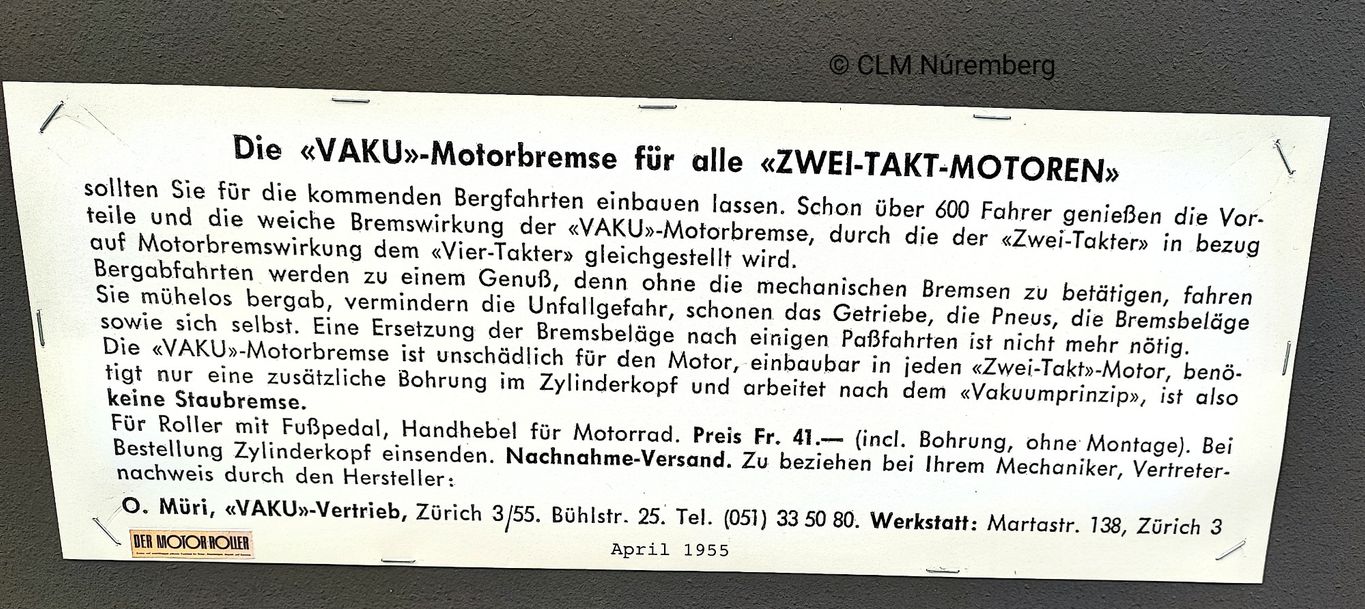 © CLM Núremberg
Die «VAKU»-Motorbremse für alle «ZWEI-TAKT-MOTOREN»
sollten Sie für die kommenden Bergfahrten einbauen lassen. Schon über 600 Fahrer genießen die Vor-
teile und die weiche Bremswirkung der «VAKU»-Motorbremse, durch die der «Zwei-Takter» in bezug
auf Motorbremswirkung dem «Vier-Takter» gleichgestellt wird.
Bergabfahrten werden zu einem Genuß, denn ohne die mechanischen Bremsen zu betätigen, fahren
Sie mühelos bergab, vermindern die Unfallgefahr, schonen das Getriebe, die Pneus, die Bremsbeläge
sowie sich selbst. Eine Ersetzung der Bremsbeläge nach einigen Paßfahrten ist nicht mehr nötig.
Die «VAKU»-Motorbremse ist unschädlich für den Motor, einbaubar in jeden «Zwei-Takt»-Motor, benö-
tigt nur eine zusätzliche Bohrung im Zylinderkopf und arbeitet nach dem «Vakuumprinzip», ist also
keine Staubremse.
Für Roller mit Fußpedal, Handhebel für Motorrad. Preis Fr. 41.— (incl. Bohrung, ohne Montage). Bei
Bestellung Zylinderkopf einsenden. Nachnahme-Versand. Zu beziehen bei Ihrem Mechaniker, Vertreter-
nachweis durch den Hersteller:
O. Müri, «VAKU»-Vertrieb, Zürich 3/55. Bühlstr. 25. Tel. (051) 33 50 80. Werkstatt: Martastr. 138, Zürich 3
DER MOTOR-ROLLER
April 1955